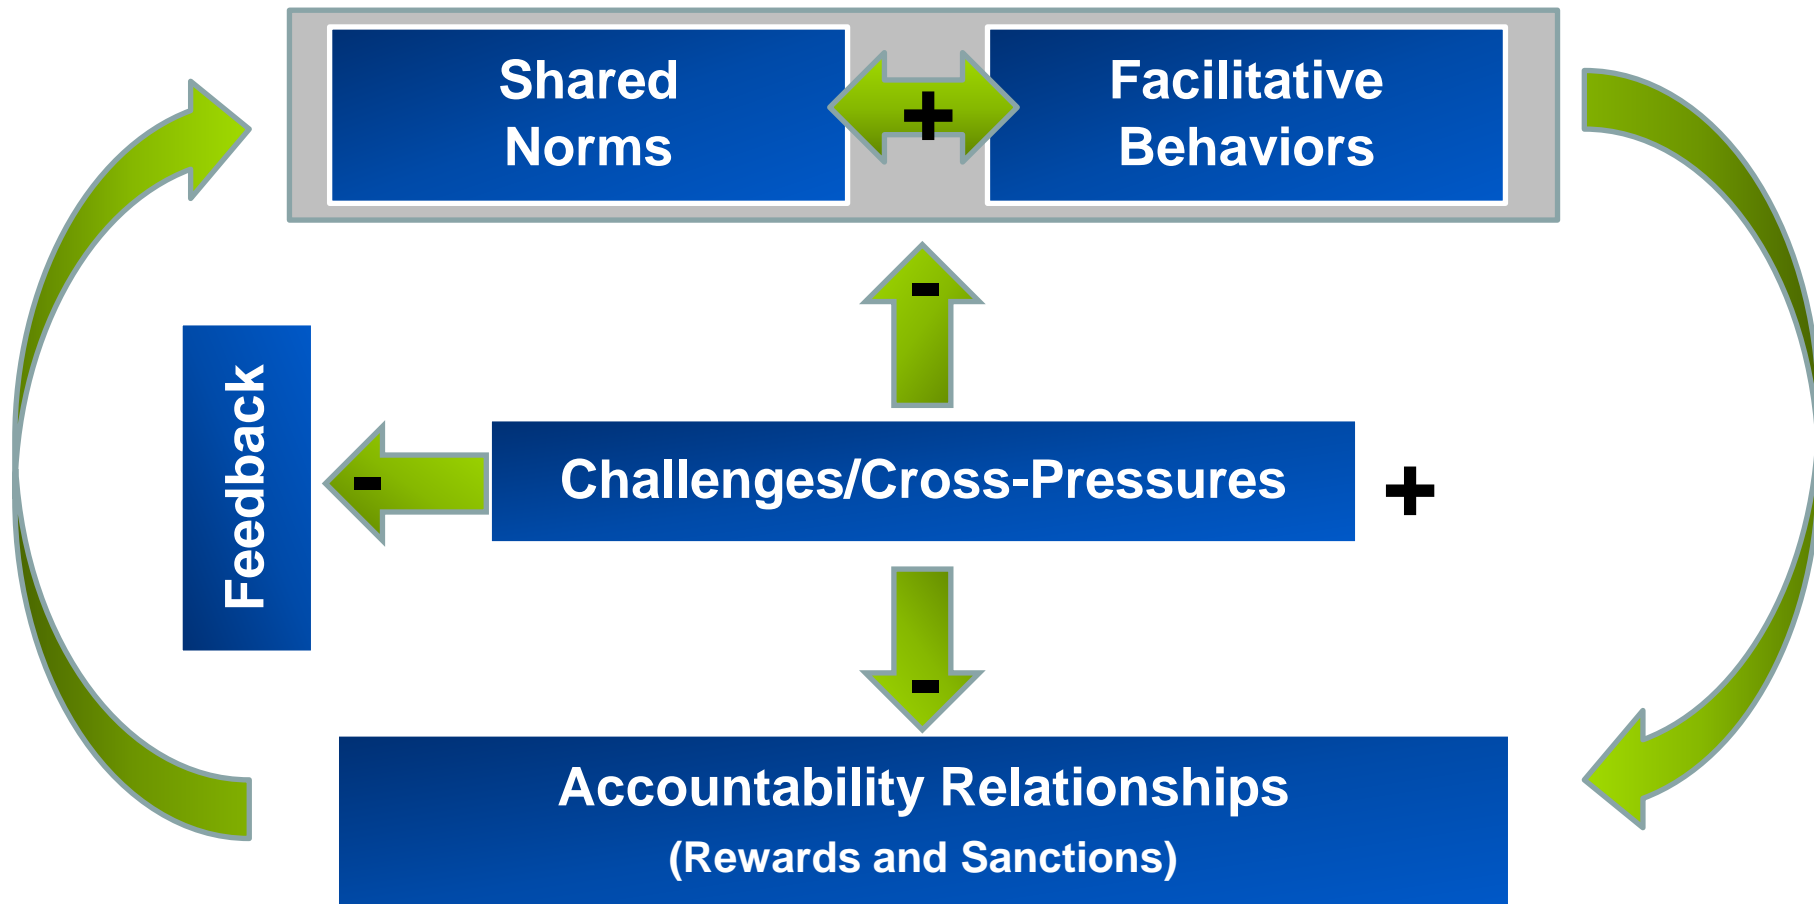 Shared
Norms
+
Facilitative
Behaviors
-
Feedback
-
Challenges/Cross-Pressures
+
-
Accountability Relationships
(Rewards and Sanctions)